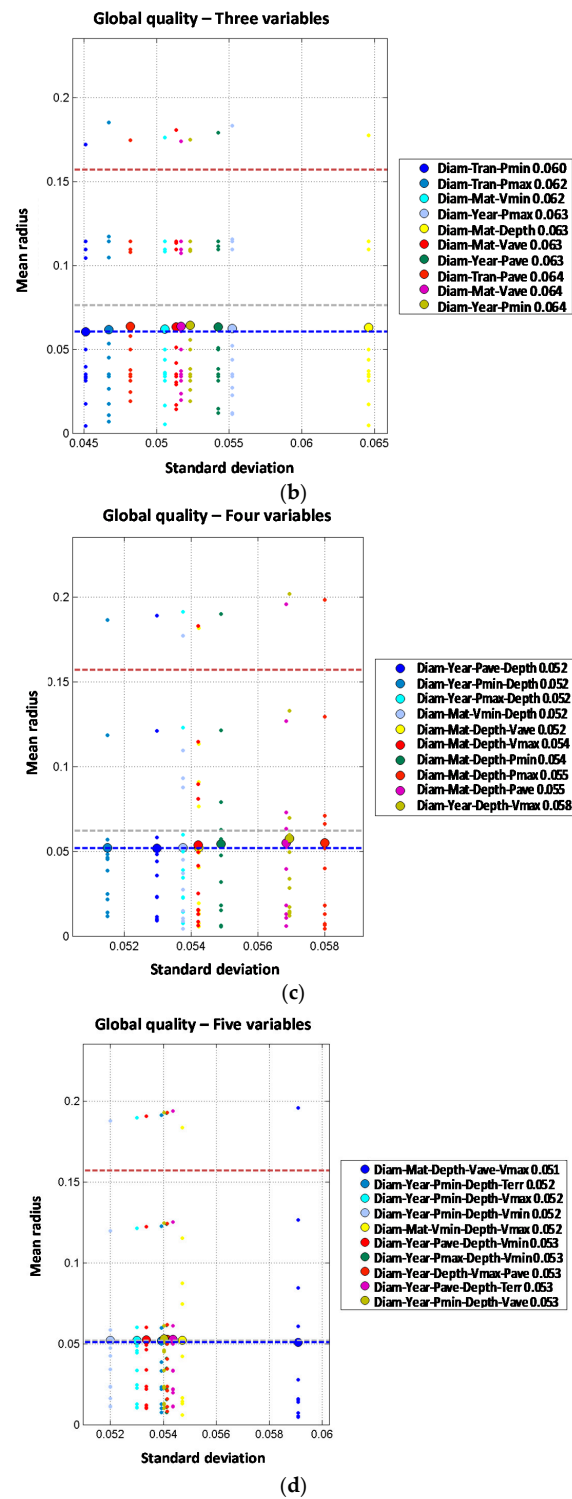 Global quality – Three variables
0.2
0.15
0.1
0.05
0
0.045
0.05
0.055
0.06
0.065
Mean radius
Standard deviation
Diam-Tran-Pmin 0.060
Diam-Tran-Pmax 0.062
Diam-Mat-Vmin 0.062
Diam-Year-Pmax 0.063
Diam-Mat-Depth 0.063
Diam-Mat-Vave 0.063
Diam-Year-Pave 0.063
Diam-Tran-Pave 0.064
Diam-Mat-Vave 0.064
Diam-Year-Pmin 0.064
(b)
Global quality – Four variables
0.2
0.15
0.1
0.05
0
0.052
0.054
0.056
0.058
Mean radius
Standard deviation
Diam-Year-Pave-Depth 0.052
Diam-Year-Pmin-Depth 0.052
Diam-Year-Pmax-Depth 0.052
Diam-Mat-Vmin-Depth 0.052
Diam-Mat-Depth-Vave 0.052
Diam-Mat-Depth-Vmax 0.054
Diam-Mat-Depth-Pmin 0.054
Diam-Mat-Depth-Pmax 0.055
Diam-Mat-Depth-Pave 0.055
Diam-Year-Depth-Vmax 0.058
(c)
Global quality – Five variables
0.2
0.15
0.1
0.05
0
0.052
0.054
0.056
0.058
0.06
Mean radius
Standard deviation
Diam-Mat-Depth-Vave-Vmax 0.051
Diam-Year-Pmin-Depth-Terr 0.052
Diam-Year-Pmin-Depth-Vmax 0.052
Diam-Year-Pmin-Depth-Vmin 0.052
Diam-Mat-Vmin-Depth-Vmax 0.052
Diam-Year-Pave-Depth-Vmin 0.053
Diam-Year-Pmax-Depth-Vmin 0.053
Diam-Year-Depth-Vmax-Pave 0.053
Diam-Year-Pave-Depth-Terr 0.053
Diam-Year-Pmin-Depth-Vave 0.053
(d)